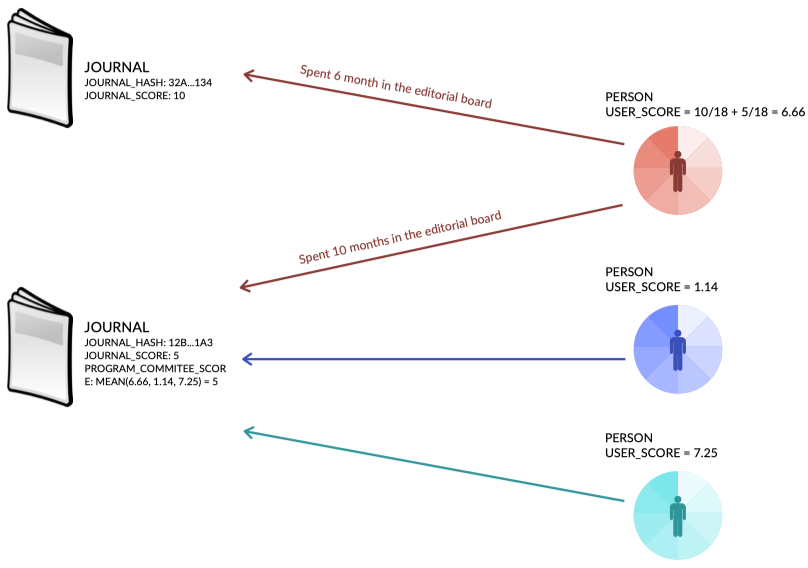 JOURNAL
JOURNAL_HASH: 32A...134
JOURNAL_SCORE: 10
Spent 6 month in the editorial board
PERSON
USER_SCORE = 10/18 + 5/18 = 6.66
Spent 10 months in the editorial board
JOURNAL
JOURNAL_HASH: 12B...1A3
JOURNAL_SCORE: 5
PROGRAM_COMMITEE_SCOR
E: MEAN(6.66, 1.14, 7.25) = 5
PERSON
USER_SCORE = 1.14
PERSON
USER_SCORE = 7.25